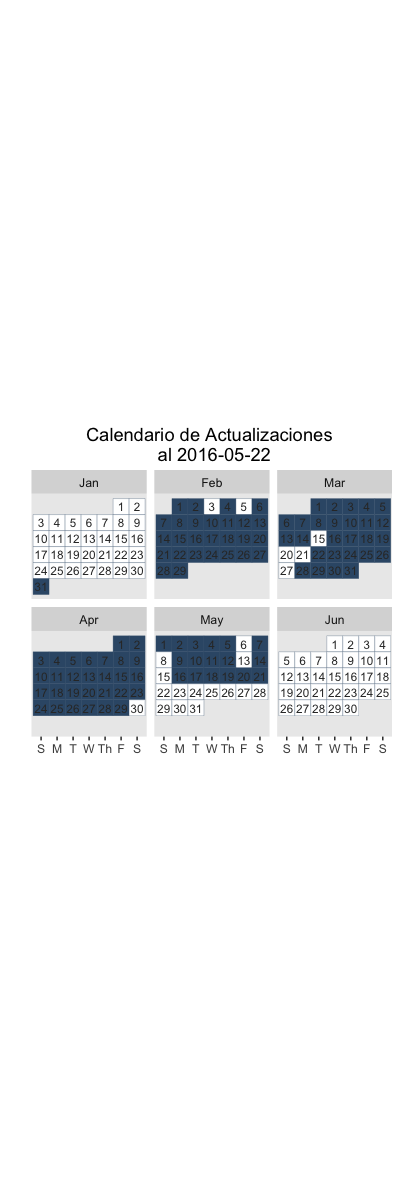 Calendario de Actualizaciones
al 2016-05-22
Jan Feb Mar
1 2 1 2 3 4 5 6 1 2 3 4 5
3 4 5 6 7 8 9 7 8 9 10 11 12 13 6 7 8 9 10 11 12
10 11 12 13 14 15 16 14 15 16 17 18 19 20 13 14 15 16 17 18 19
17 18 19 20 21 22 23 21 22 23 24 25 26 27 20 21 22 23 24 25 26
24 25 26 27 28 29 30 28 29 27 28 29 30 31
31
Apr May Jun
1 2 1 2 3 4 5 6 7 1 2 3 4
3 4 5 6 7 8 9 8 9 10 11 12 13 14 5 6 7 8 9 10 11
10 11 12 13 14 15 16 15 16 17 18 19 20 21 12 13 14 15 16 17 18
17 18 19 20 21 22 23 22 23 24 25 26 27 28 19 20 21 22 23 24 25
24 25 26 27 28 29 30 29 30 31 26 27 28 29 30
S M T W Th F S S M T W Th F S S M T W Th F S